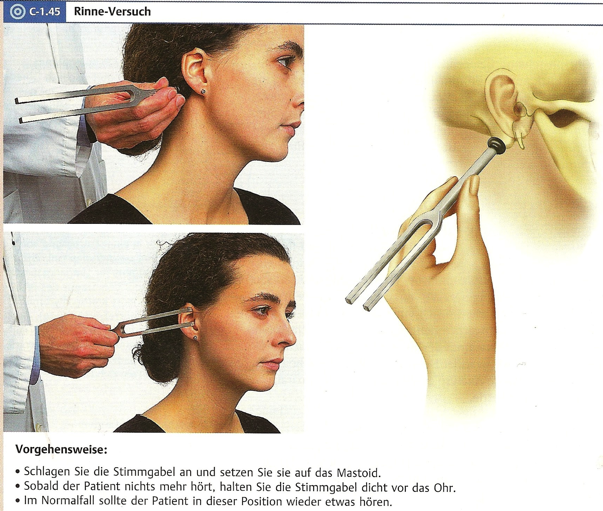 C-1.45 Rinne-Versuch
Vorgehensweise:
• Schlagen Sie die Stimmgabel an und setzen Sie sie auf das Mastoid.
• Sobald der Patient nichts mehr hört, halten Sie die Stimmgabel dicht vor das Ohr.
• Im Normalfall sollte der Patient in dieser Position wieder etwas hören.